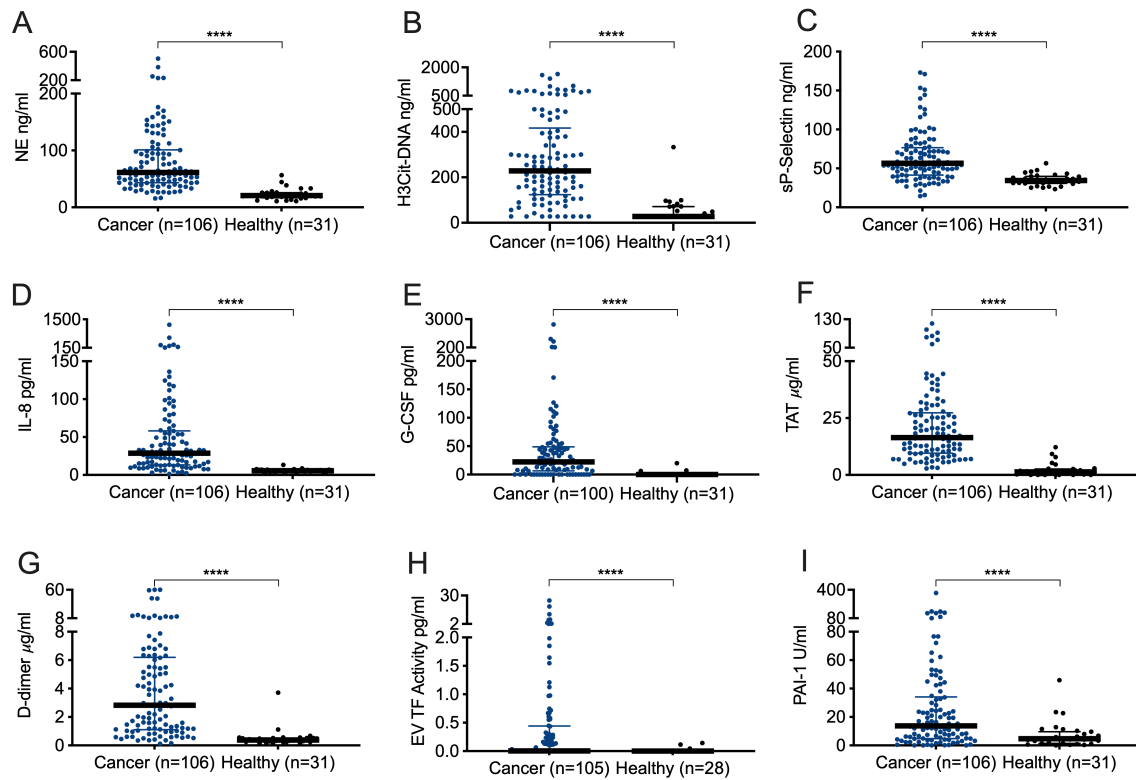 A
****
600
200
200
100
0
NE ng/ml
Cancer (n=106) Healthy (n=31)
B
****
2000
500
500
400
200
0
H3Cit-DNA ng/ml
Cancer (n=106) Healthy (n=31)
C
****
200
150
100
50
0
sP-Selectin ng/ml
Cancer (n=106) Healthy (n=31)
D
****
1500
150
150
100
50
0
IL-8 pg/ml
Cancer (n=106) Healthy (n=31)
E
****
3000
200
200
150
100
50
0
G-CSF pg/ml
Cancer (n=100) Healthy (n=31)
F
****
130
50
50
25
0
TAT µg/ml
Cancer (n=106) Healthy (n=31)
G
****
60
8
8
6
4
2
0
D-dimer µg/ml
Cancer (n=106) Healthy (n=31)
H
****
30
2
2.0
1.5
1.0
0.5
0.0
EV TF Activity pg/ml
Cancer (n=105) Healthy (n=28)
I
****
400
80
80
60
40
20
0
PAI-1 U/ml
Cancer (n=106) Healthy (n=31)